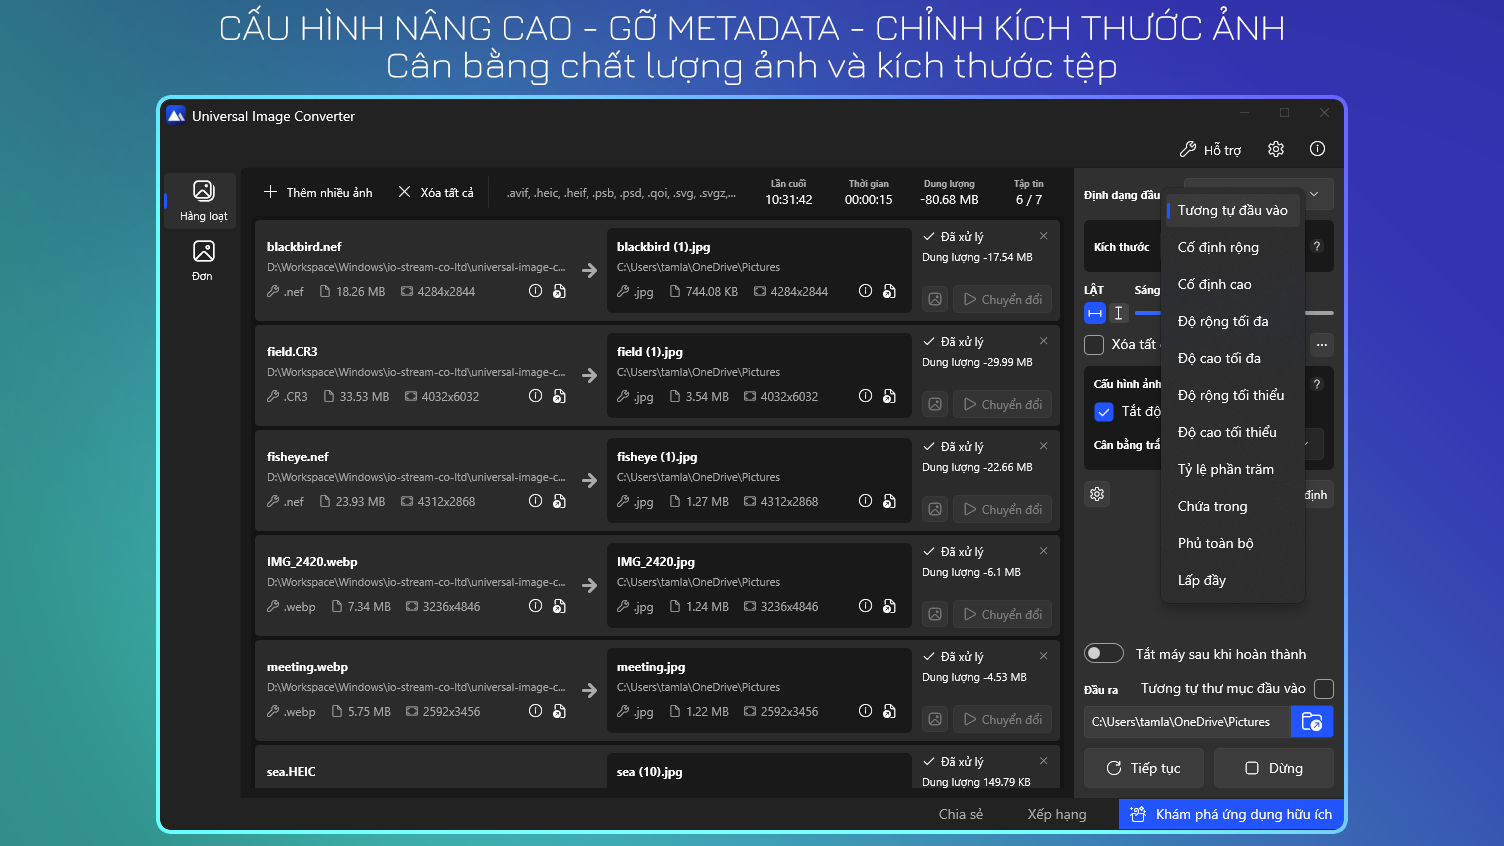 CẤU HÌNH NÂNG CAO - GỠ METADATA - CHỈNH KÍCH THƯỚC ẢNH
Cân bằng chất lượng ảnh và kích thước tệp
Universal Image Converter
Hỗ trợ
Hàng loạt
Đơn
Thêm nhiều ảnh
Xóa tất cả
.avif, .heic, .heif, .psb, .psd, .qoi, .svg, .svgz,...
Lần cuối
10:31:42
Thời gian
00:00:15
Dung lượng
-80.68 MB
Tập tin
6 / 7
blackbird.nef
D:\Workspace\Windows\io-stream-co-ltd\universal-image-c...
.nef 18.26 MB 4284x2844
blackbird (1).jpg
C:\Users\tamla\OneDrive\Pictures
.jpg 744.08 KB 4284x2844
Đã xử lý
Dung lượng -17.54 MB
Chuyển đổi
field.CR3
D:\Workspace\Windows\io-stream-co-ltd\universal-image-c...
.CR3 33.53 MB 4032x6032
field (1).jpg
C:\Users\tamla\OneDrive\Pictures
.jpg 3.54 MB 4032x6032
Đã xử lý
Dung lượng -29.99 MB
Chuyển đổi
fisheye.nef
D:\Workspace\Windows\io-stream-co-ltd\universal-image-c...
.nef 23.93 MB 4312x2868
fisheye (1).jpg
C:\Users\tamla\OneDrive\Pictures
.jpg 1.27 MB 4312x2868
Đã xử lý
Dung lượng -22.66 MB
Chuyển đổi
IMG_2420.webp
D:\Workspace\Windows\io-stream-co-ltd\universal-image-c...
.webp 7.34 MB 3236x4846
IMG_2420.jpg
C:\Users\tamla\OneDrive\Pictures
.jpg 1.24 MB 3236x4846
Đã xử lý
Dung lượng -6.1 MB
Chuyển đổi
meeting.webp
D:\Workspace\Windows\io-stream-co-ltd\universal-image-c...
.webp 5.75 MB 2592x3456
meeting.jpg
C:\Users\tamla\OneDrive\Pictures
.jpg 1.22 MB 2592x3456
Đã xử lý
Dung lượng -4.53 MB
Chuyển đổi
sea.HEIC
sea (10).jpg
Đã xử lý
Dung lượng 149.79 KB
Định dạng đầu
Kích thước
?
LẬT
Sáng
Xóa tất
...
Cấu hình ảnh
?
Tắt độ
Cân bằng trắ
định
Tương tự đầu vào
Cố định rộng
Cố định cao
Độ rộng tối đa
Độ cao tối đa
Độ rộng tối thiểu
Độ cao tối thiểu
Tỷ lệ phần trăm
Chứa trong
Phủ toàn bộ
Lấp đầy
Tắt máy sau khi hoàn thành
Đầu ra
Tương tự thư mục đầu vào
C:\Users\tamla\OneDrive\Pictures
Tiếp tục
Dừng
Chia sẻ
Xếp hạng
Khám phá ứng dụng hữu ích